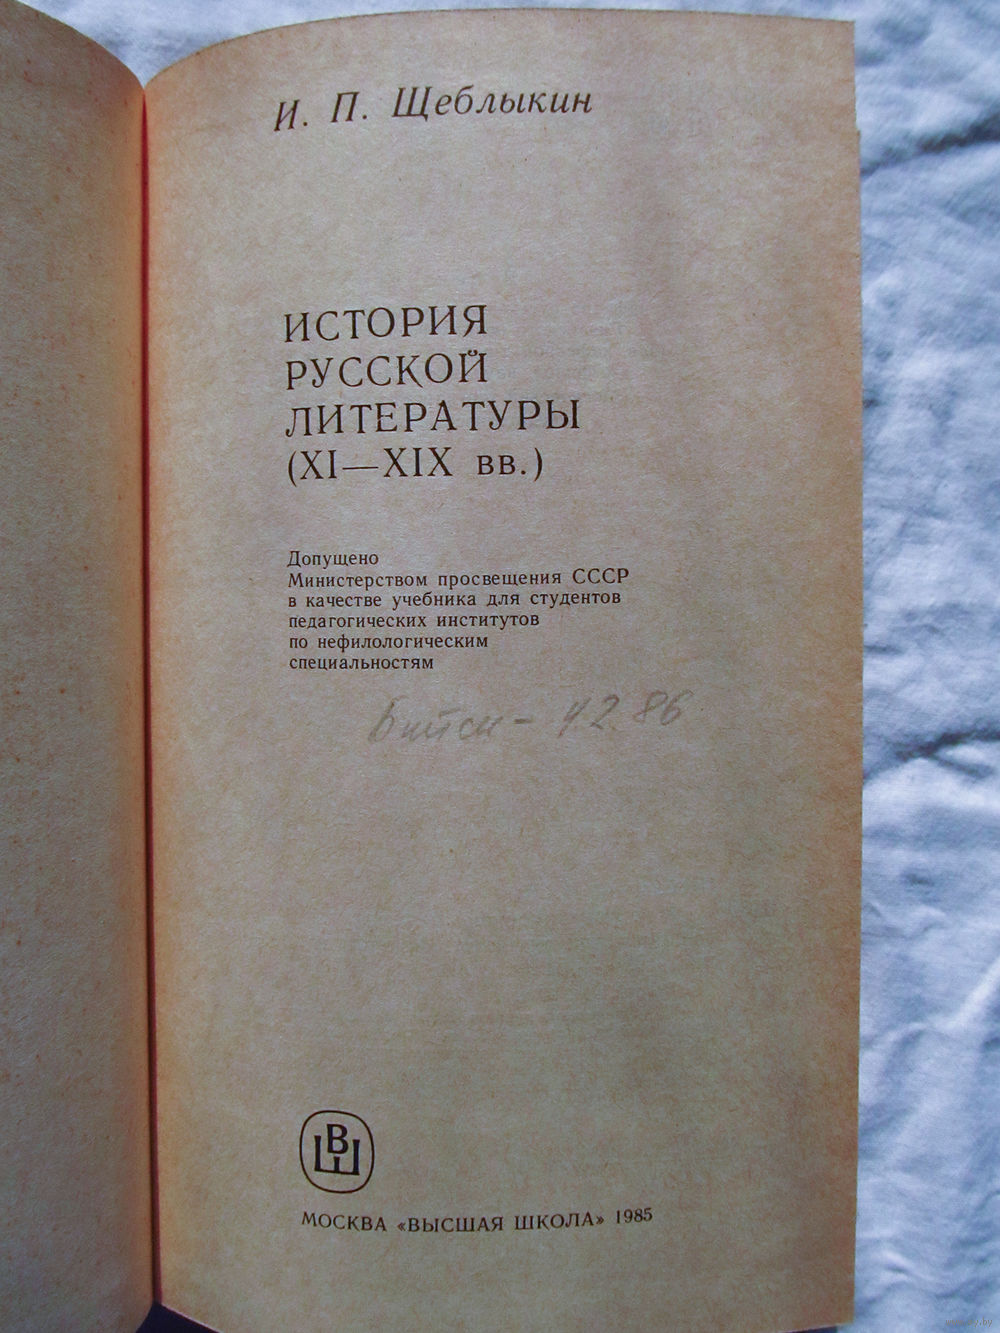 И. П. Щеблыкин
ИСТОРИЯ
РУССКОЙ
ЛИТЕРАТУРЫ
(XI—XIX вв.)
Допущено
Министерством просвещения СССР
в качестве учебника для студентов
педагогических институтов
по нефилологическим
специальностям
86
ВШ
МОСКВА «ВЫСШАЯ ШКОЛА» 1985